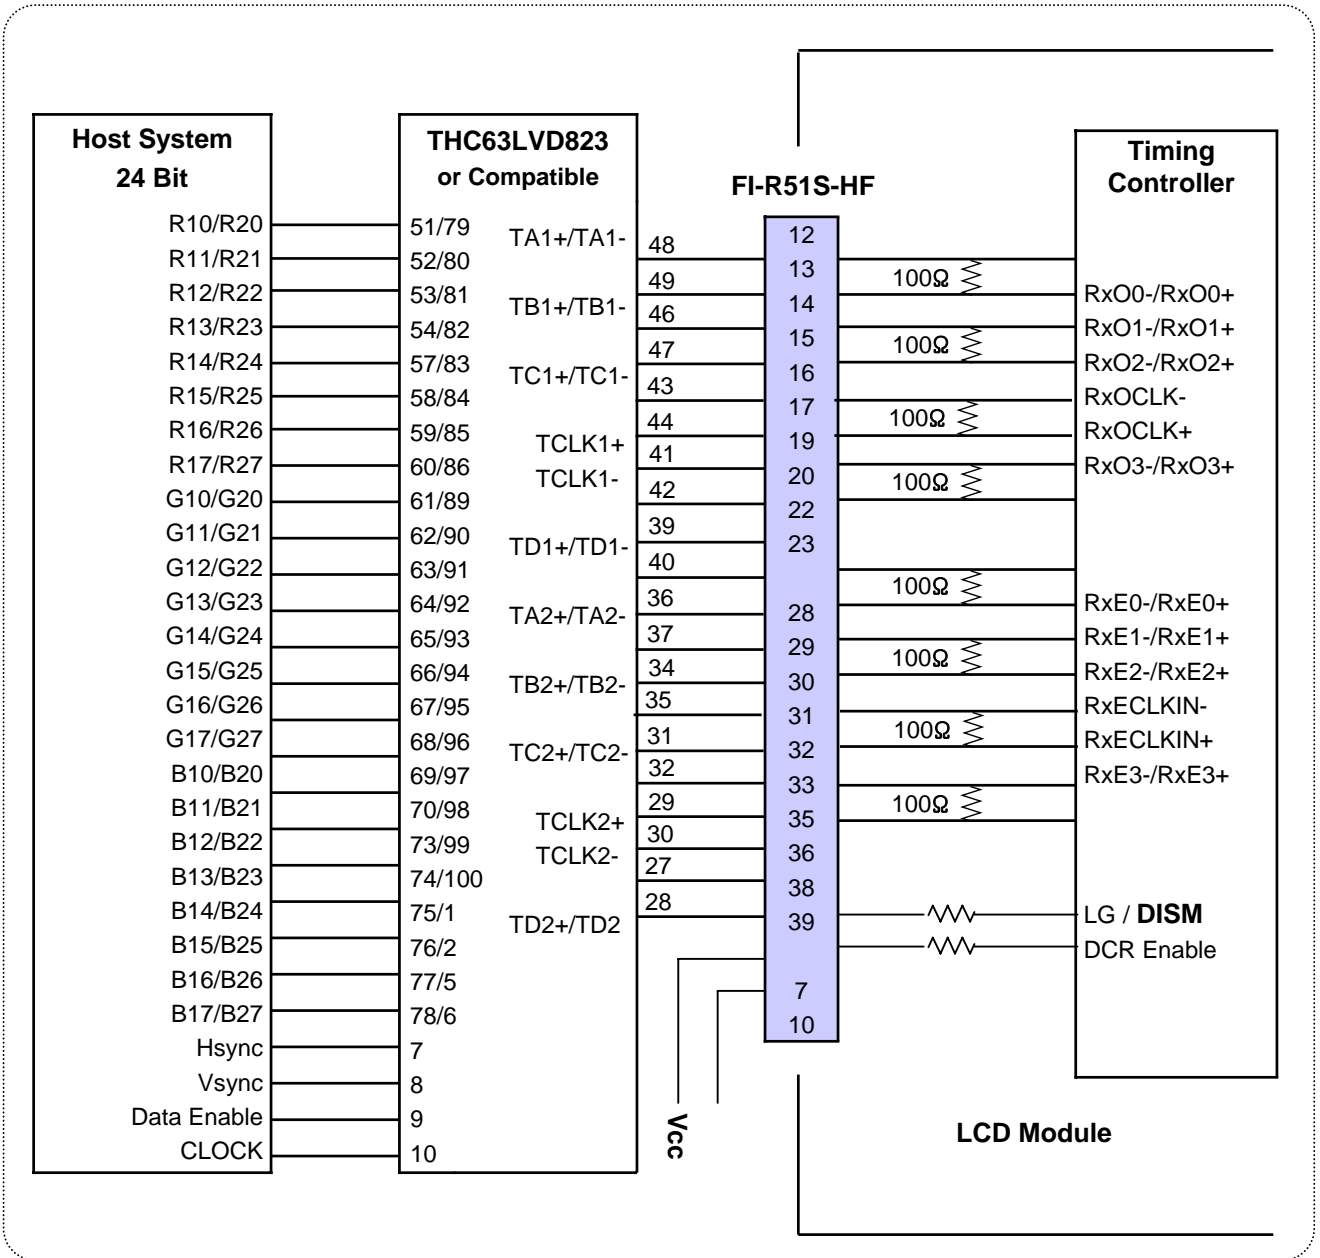 Host System
24 Bit
R10/R20
R11/R21
R12/R22
R13/R23
R14/R24
R15/R25
R16/R26
R17/R27
G10/G20
G11/G21
G12/G22
G13/G23
G14/G24
G15/G25
G16/G26
G17/G27
B10/B20
B11/B21
B12/B22
B13/B23
B14/B24
B15/B25
B16/B26
B17/B27
Hsync
Vsync
Data Enable
CLOCK
THC63LVD823
or Compatible
51/79
52/80
53/81
54/82
57/83
58/84
59/85
60/86
61/89
62/90
63/91
64/92
65/93
66/94
67/95
68/96
69/97
70/98
73/99
74/100
75/1
76/2
77/5
78/6
7
8
9
10
TA1+/TA1-
TB1+/TB1-
TC1+/TC1-
TCLK1+
TCLK1-
TD1+/TD1-
TA2+/TA2-
TB2+/TB2-
TC2+/TC2-
TCLK2+
TCLK2-
TD2+/TD2
48
49
46
47
43
44
41
42
39
40
36
37
34
35
31
32
29
30
27
28
Vcc
FI-R51S-HF
12
13
14
15
16
17
19
20
22
23
28
29
30
31
32
33
35
36
38
39
7
10
100Ω
100Ω
100Ω
100Ω
100Ω
100Ω
100Ω
100Ω
Timing
Controller
RxO0-/RxO0+
RxO1-/RxO1+
RxO2-/RxO2+
RxOCLK-
RxOCLK+
RxO3-/RxO3+
RxE0-/RxE0+
RxE1-/RxE1+
RxE2-/RxE2+
RxECLKIN-
RxECLKIN+
RxE3-/RxE3+
LG / DISM
DCR Enable
LCD Module